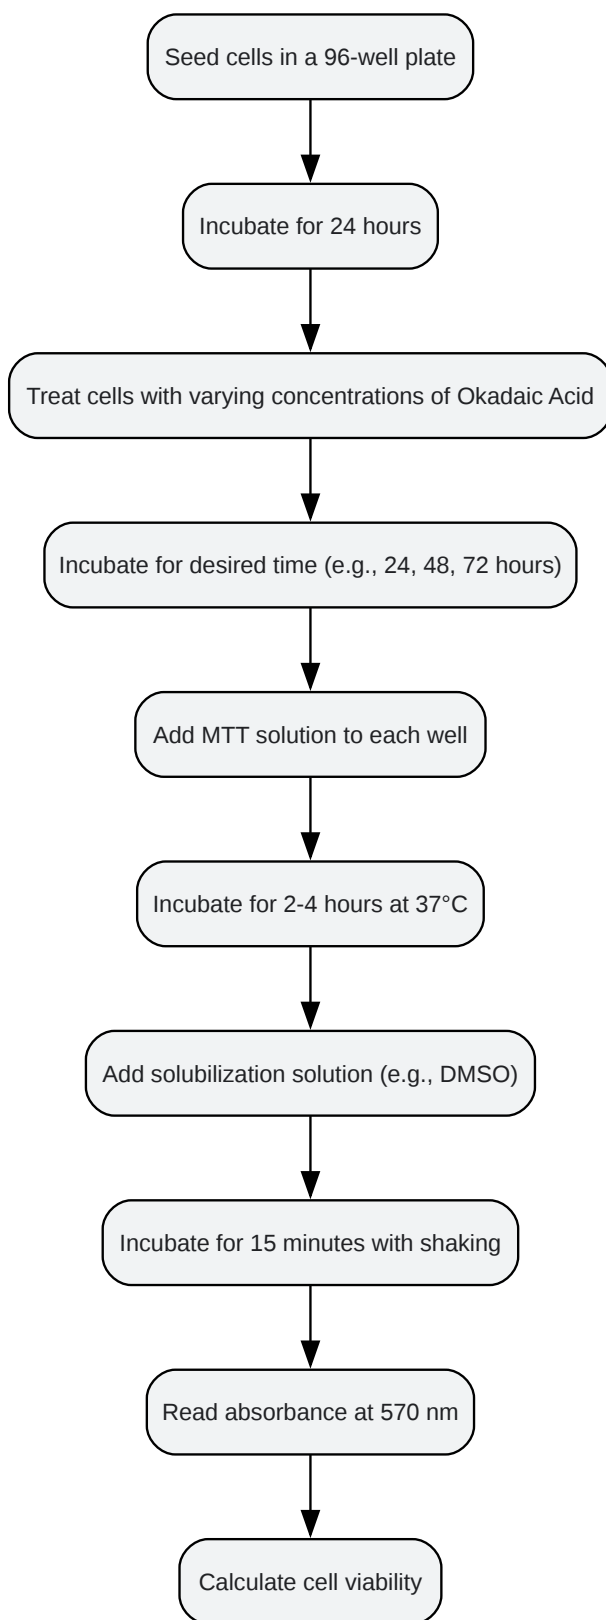 Seed cells in a 96-well plate
Incubate for 24 hours
Treat cells with varying concentrations of Okadaic Acid
Incubate for desired time (e.g., 24, 48, 72 hours)
Add MTT solution to each well
Incubate for 2-4 hours at 37°C
Add solubilization solution (e.g., DMSO)
Incubate for 15 minutes with shaking
Read absorbance at 570 nm
Calculate cell viability